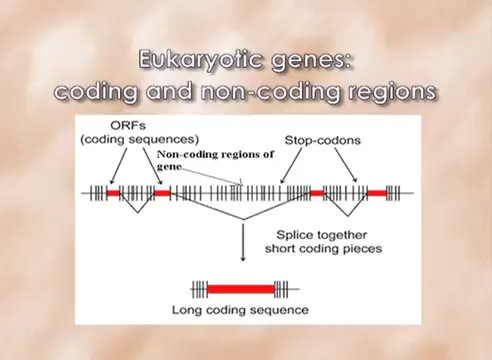 Eukaryotic genes:
coding and non-coding regions
ORFs
(coding sequences)
Non-coding regions of
gene
Stop-codons
Splice together
short coding pieces
Long coding sequence